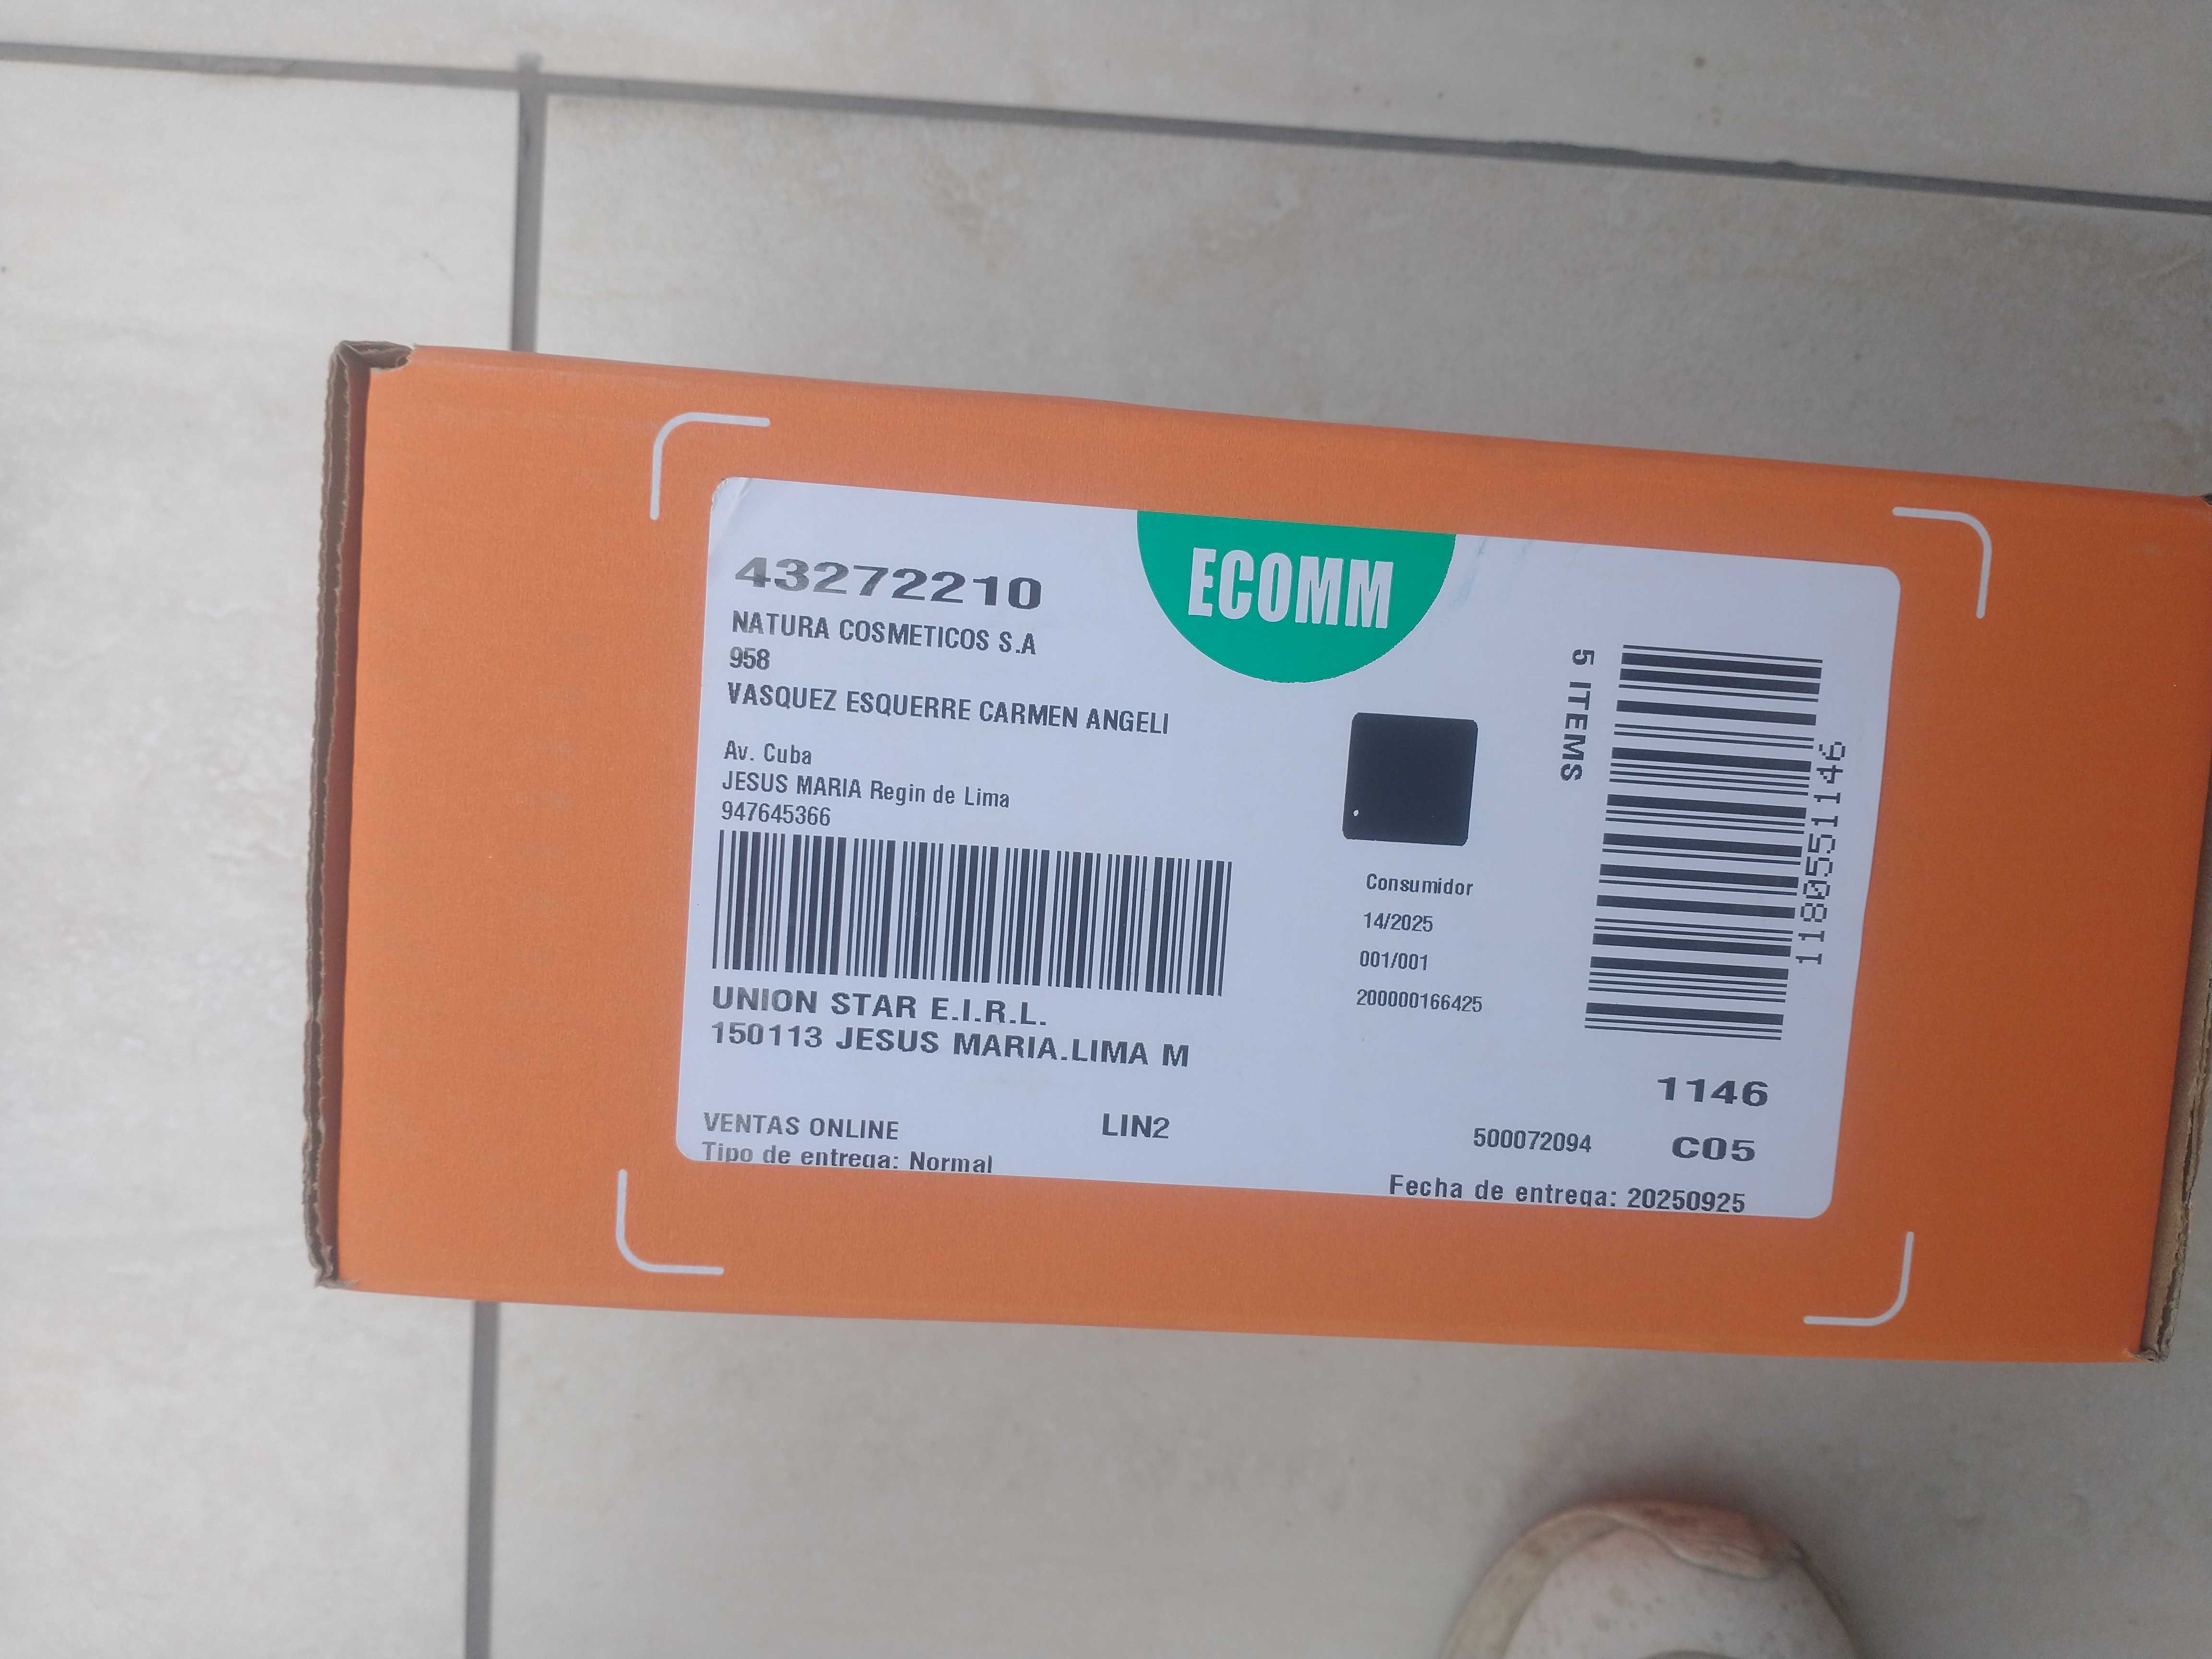 43272210
ECOMM
NATURA COSMETICOS S.A
958
VASQUEZ ESQUERRE CARMEN ANGELI
Av. Cuba
JESUS MARIA Regin de Lima
947645366
UNION STAR E.I.R.L.
150113 JESUS MARIA.LIMA M
VENTAS ONLINE
LIN2
Tipo de entrega: Normal
Consumidor
14/2025
001/001
200000166425
5 ITEMS
1180551146
1146
500072094
C05
Fecha de entrega: 20250925